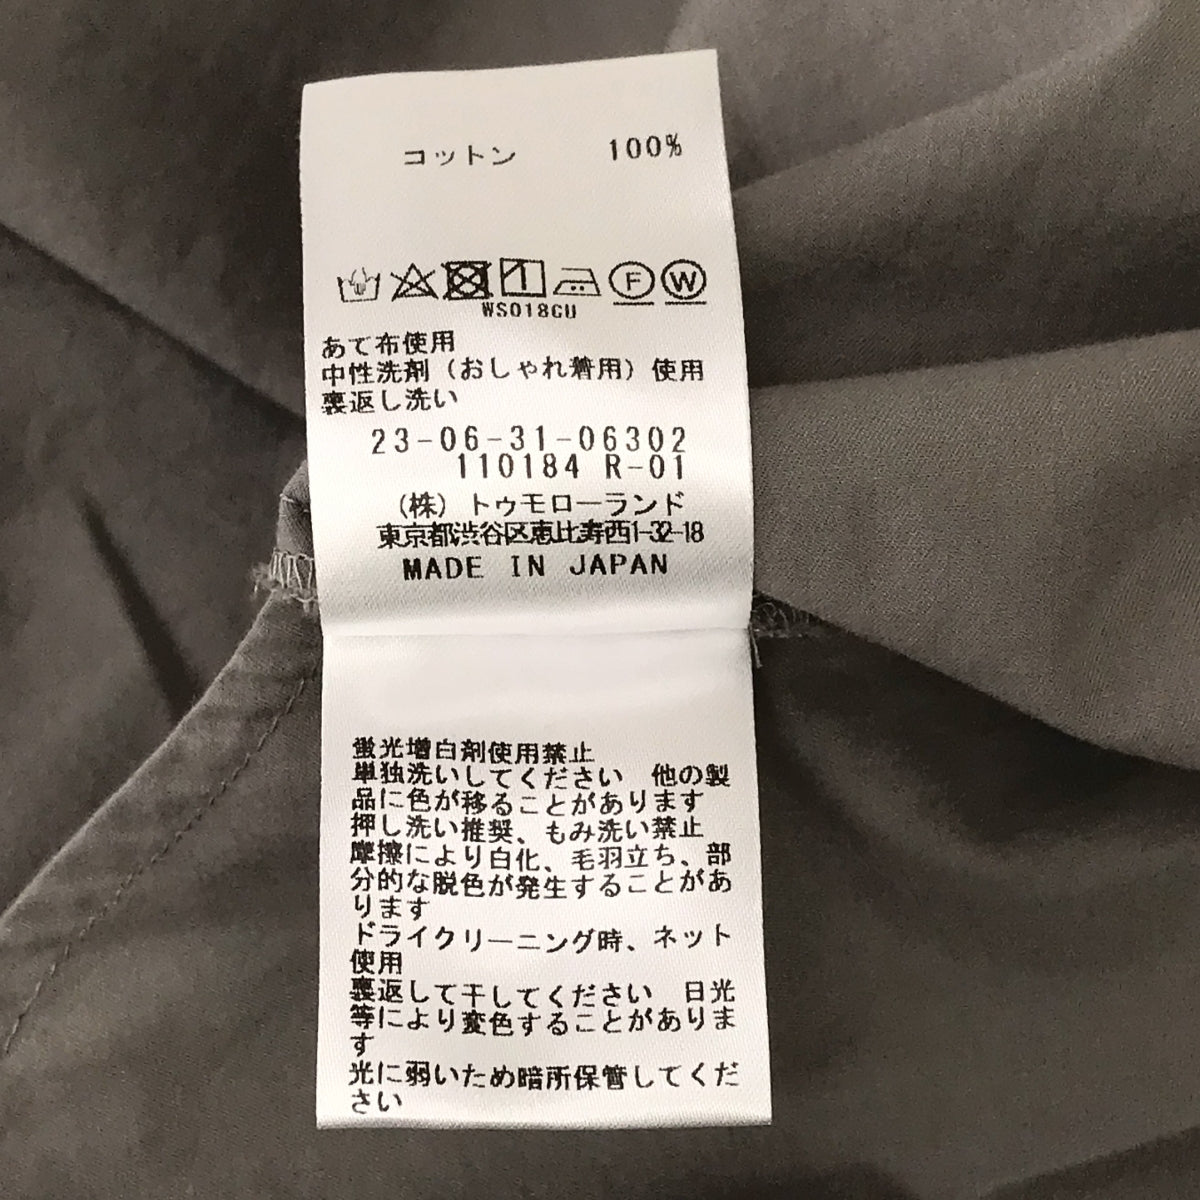 コットン 100%
F W
WS018CU
あて布使用
中性洗剤（おしゃれ着用）使用
裏返し洗い
23-06-31-06302
110184 R-01
（株）トゥモローランド
東京都渋谷区恵比寿西1-32-18
MADE IN JAPAN
蛍光増白剤使用禁止
単独洗いしてください 他の製
品に色が移ることがあります
押し洗い推奨、もみ洗い禁止
摩擦により白化、毛羽立ち、部
分的な脱色が発生することがあ
ります
ドライクリーニング時、ネット
使用
裏返して干してください 日光
等により変色することがありま
す
光に弱いため暗所保管してくだ
さい